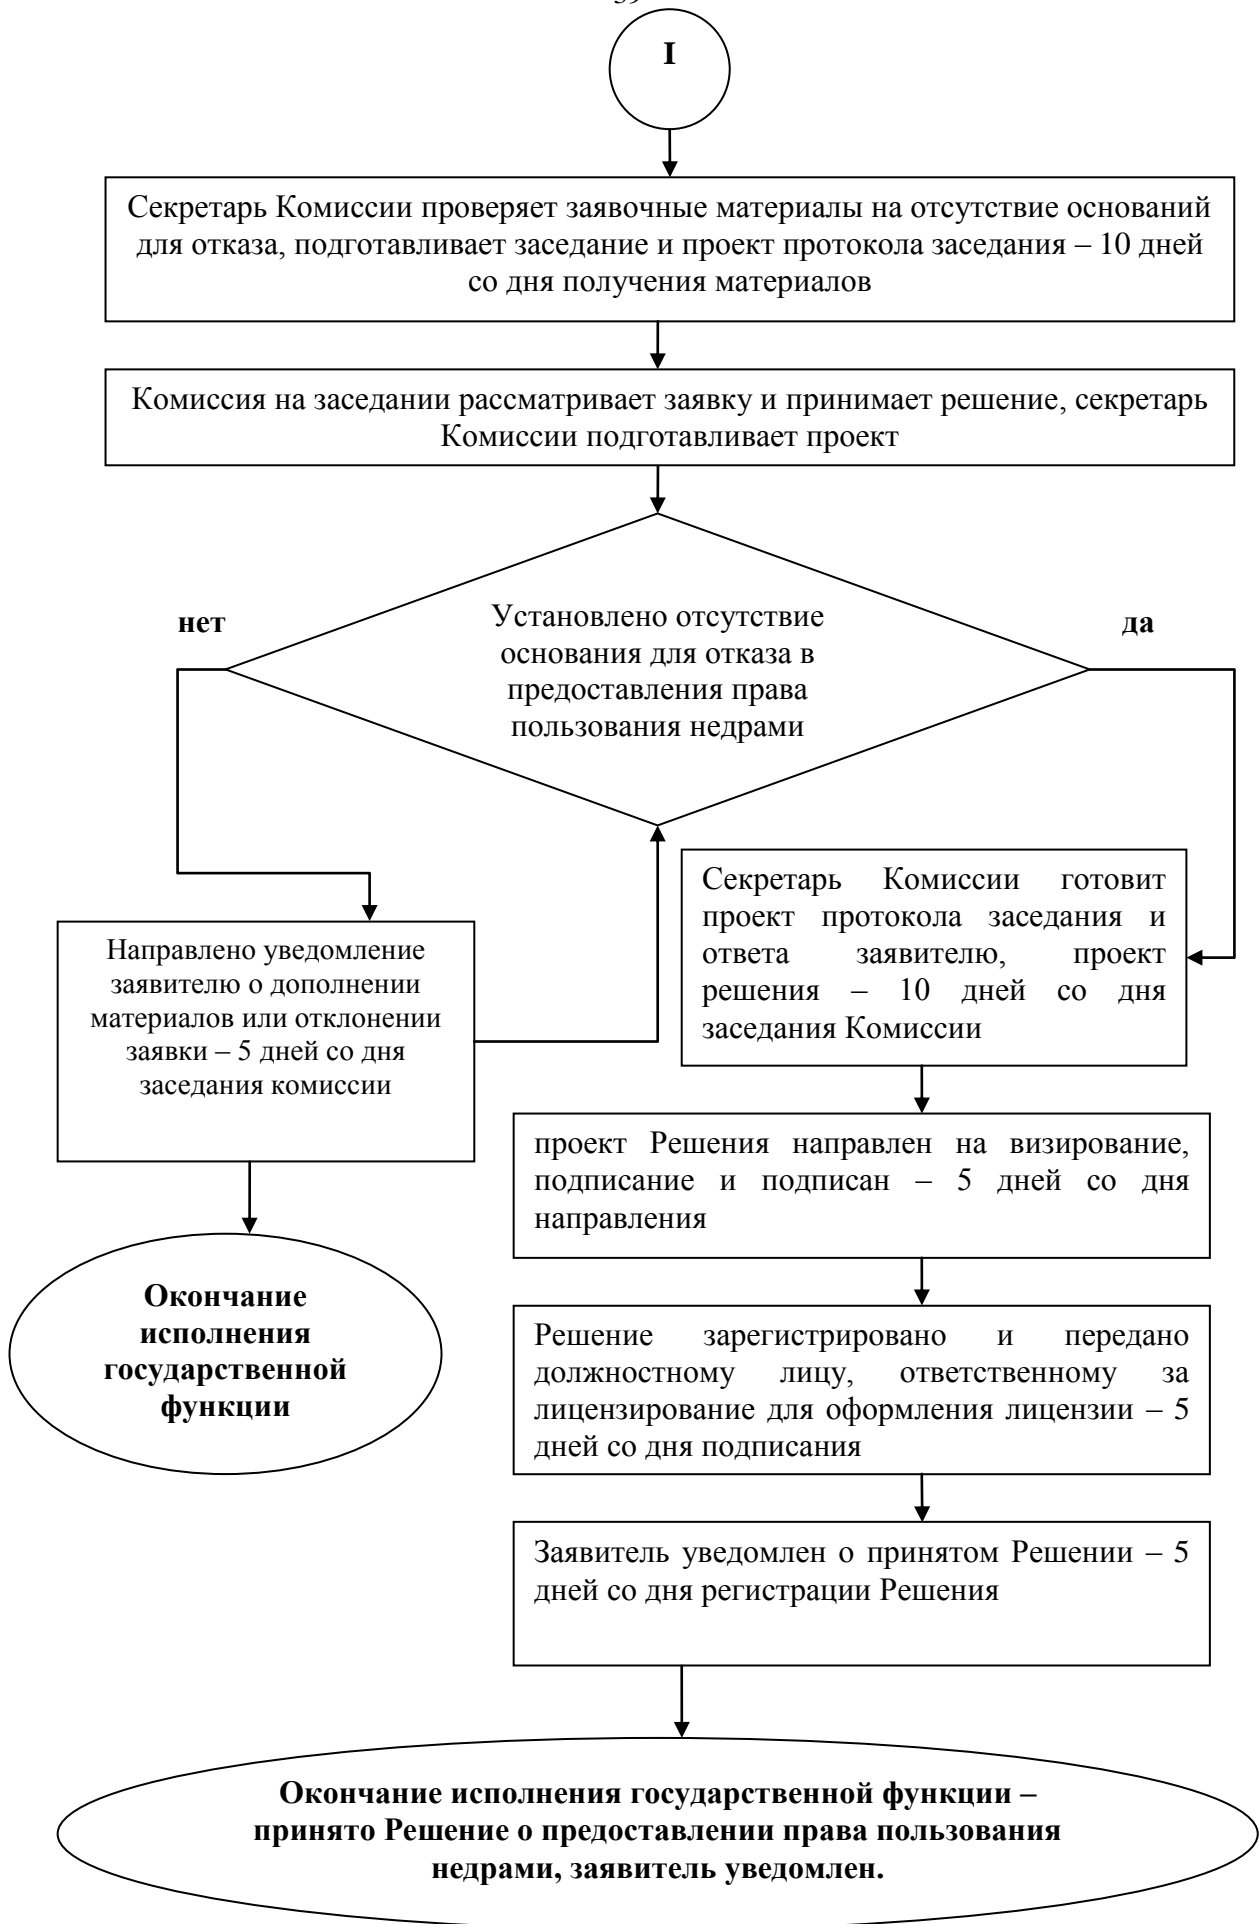 I
Секретарь Комиссии проверяет заявочные материалы на отсутствие оснований
для отказа, подготавливает заседание и проект протокола заседания – 10 дней
со дня получения материалов
Комиссия на заседании рассматривает заявку и принимает решение, секретарь
Комиссии подготавливает проект
нет
Установлено отсутствие
основания для отказа в
предоставления права
пользования недрами
да
Секретарь Комиссии готовит
проект протокола заседания и
ответа заявителю, проект
решения – 10 дней со дня
заседания Комиссии
Направлено уведомление
заявителю о дополнении
материалов или отклонении
заявки – 5 дней со дня
заседания комиссии
проект Решения направлен на визирование,
подписание и подписан – 5 дней со дня
направления
Окончание
исполнения
государственной
функции
Решение зарегистрировано и передано
должностному лицу, ответственному за
лицензирование для оформления лицензии – 5
дней со дня подписания
Заявитель уведомлен о принятом Решении – 5
дней со дня регистрации Решения
Окончание исполнения государственной функции –
принято Решение о предоставлении права пользования
недрами, заявитель уведомлен.